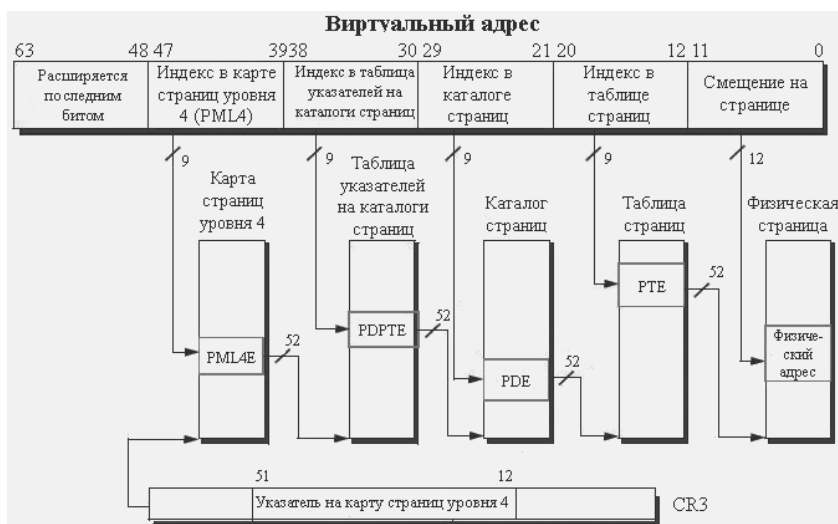 Виртуальный адрес
63 48 47 3938 30 29 21 20 12 11 0
Расширяется
последним
битом
Индекс в карте
страниц уровня
4 (PML4)
Индекс в таблица
указателей на
каталоги страниц
Индекс в
каталоге
страниц
Индекс в
таблице
страниц
Смещение на
странице
9
9
9
9
12
Карта
страниц
уровня 4
Таблица
указателей
на каталоги
страниц
Каталог
страниц
Таблица
страниц
Физическая
страница
PML4E
52
PDPTE
52
PDE
52
PTE
52
Физиче-
ский
адрес
51 12
Указатель на карту страниц уровня 4
CR3